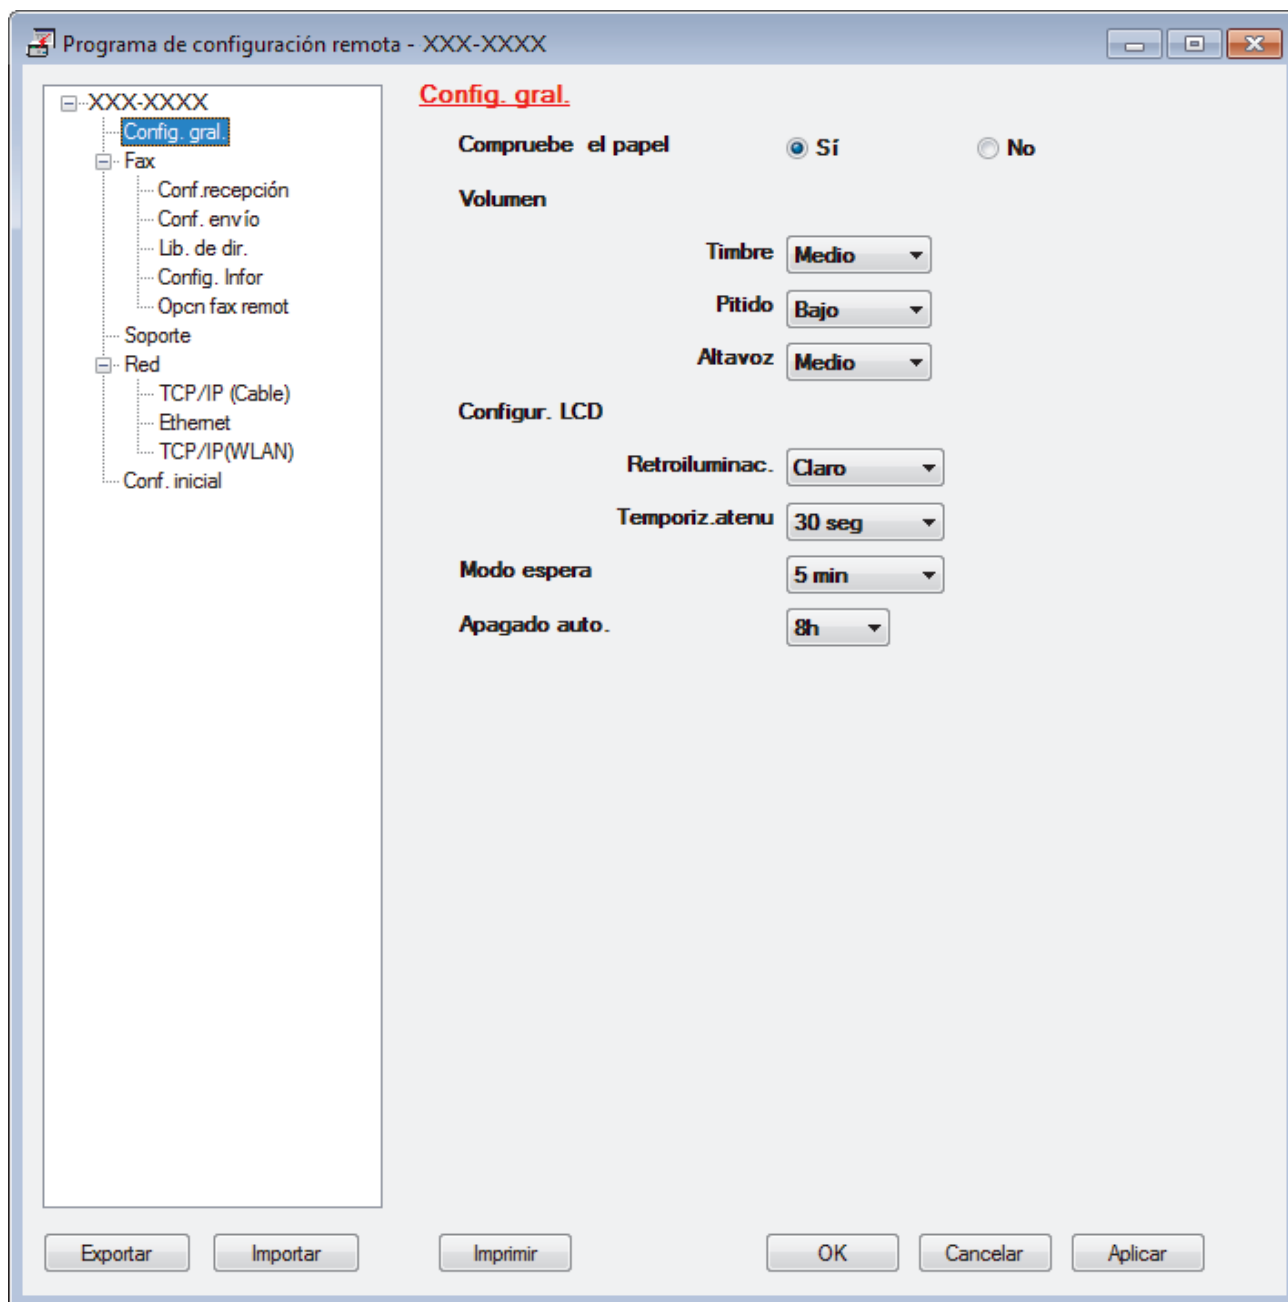 Programa de configuración remota - XXX-XXXX
XXX-XXXX
Config. gral.
Fax
Conf.recepción
Conf. envío
Lib. de dir.
Config. Infor
Opcn fax remot
Soporte
Red
TCP/IP (Cable)
Ethernet
TCP/IP(WLAN)
Conf. inicial
Config. gral.
Compruebe el papel Sí No
Volumen
Timbre Medio
Pitido Bajo
Altavoz Medio
Configur. LCD
Retroiluminac. Claro
Temporiz.atenu 30 seg
Modo espera 5 min
Apagado auto. 8h
Exportar Importar Imprimir OK Cancelar Aplicar